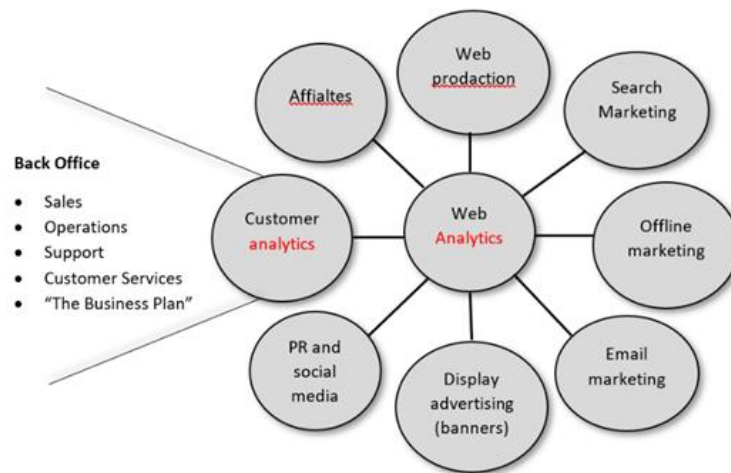 Back Office
• Sales
• Operations
• Support
• Customer Services
• “The Business Plan”
Affialtes
Web
prodaction
Search
Marketing
Customer
analytics
Web
Analytics
Offline
marketing
PR and
social
media
Display
advertising
(banners)
Email
marketing